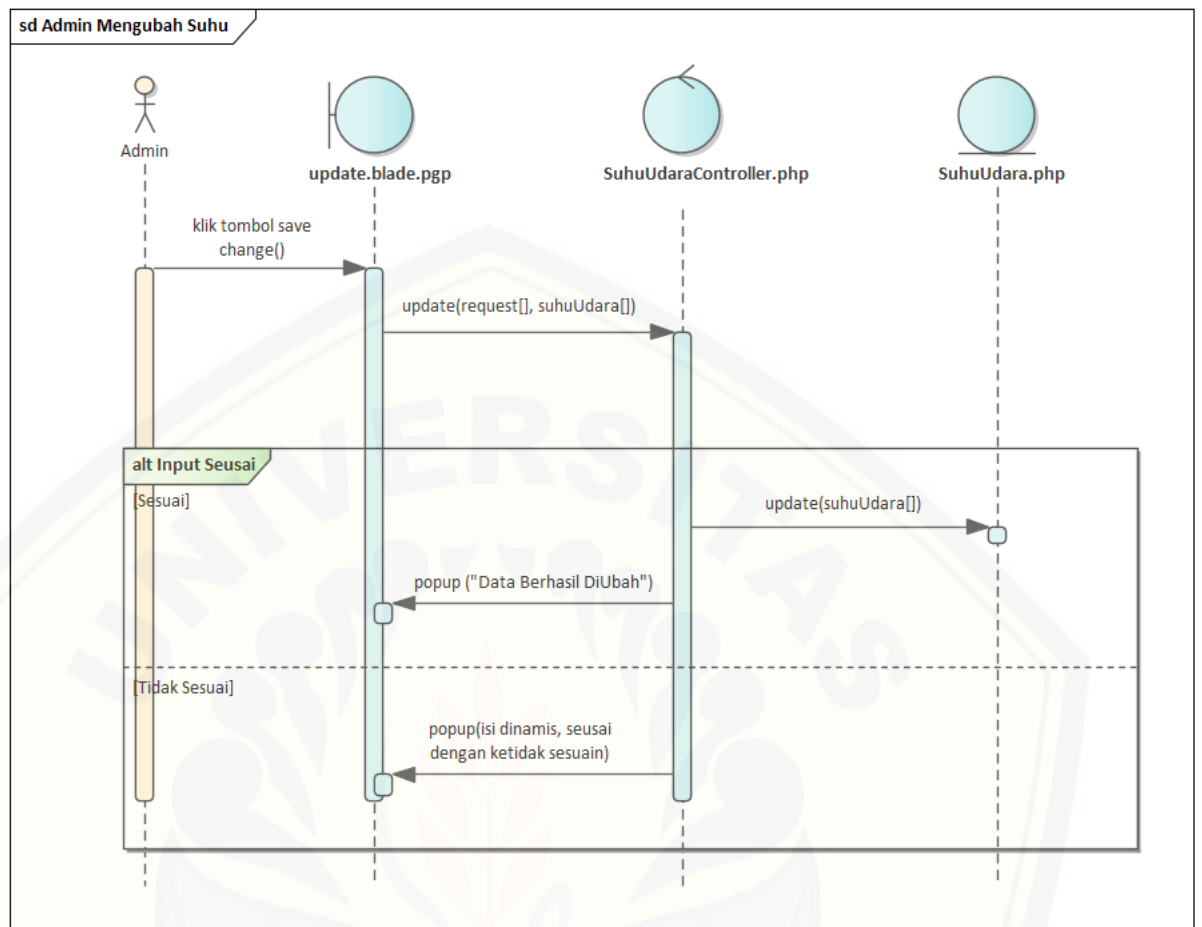 sd Admin Mengubah Suhu
Admin
update.blade.pgp
SuhuUdaraController.php
SuhuUdara.php
klik tombol save
change()
update(request[], suhuUdara[])
alt Input Seusai
[Sesuai]
update(suhuUdara[])
popup ("Data Berhasil DiUbah")
[Tidak Sesuai]
popup(isi dinamis, seusai
dengan ketidak sesuain)
UNIVERSITAS